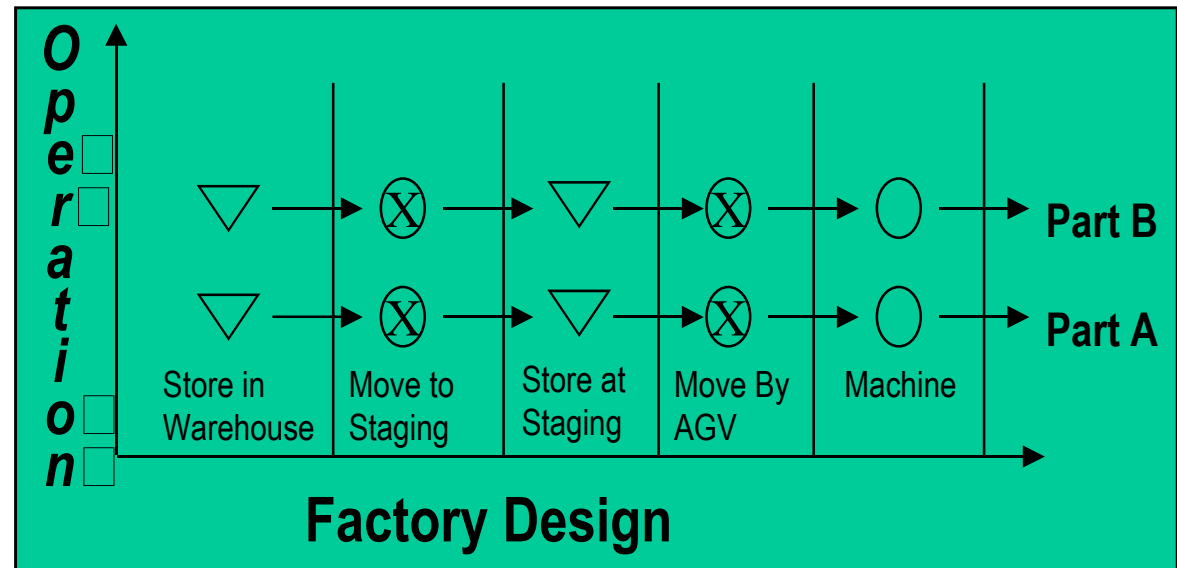 Operation
X
X
Part B
X
X
Part A
Store in
Warehouse
Move to
Staging
Store at
Staging
Move By
AGV
Machine
Factory Design